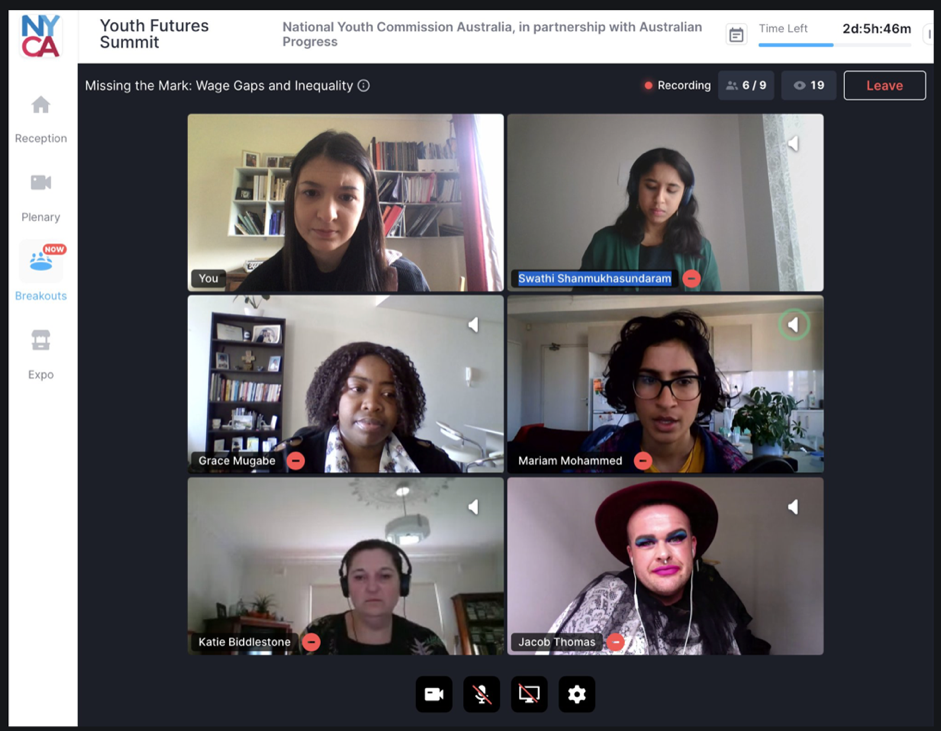 NY
CA
Youth Futures
Summit
National Youth Commission Australia, in partnership with Australian
Progress
Time Left
2d:5h:46m
Missing the Mark: Wage Gaps and Inequality
Recording
6 / 9
19
Leave
Reception
Plenary
NOW
Breakouts
Expo
You
Swathi Shanmukhasundaram
Grace Mugabe
Mariam Mohammed
Katie Biddlestone
Jacob Thomas